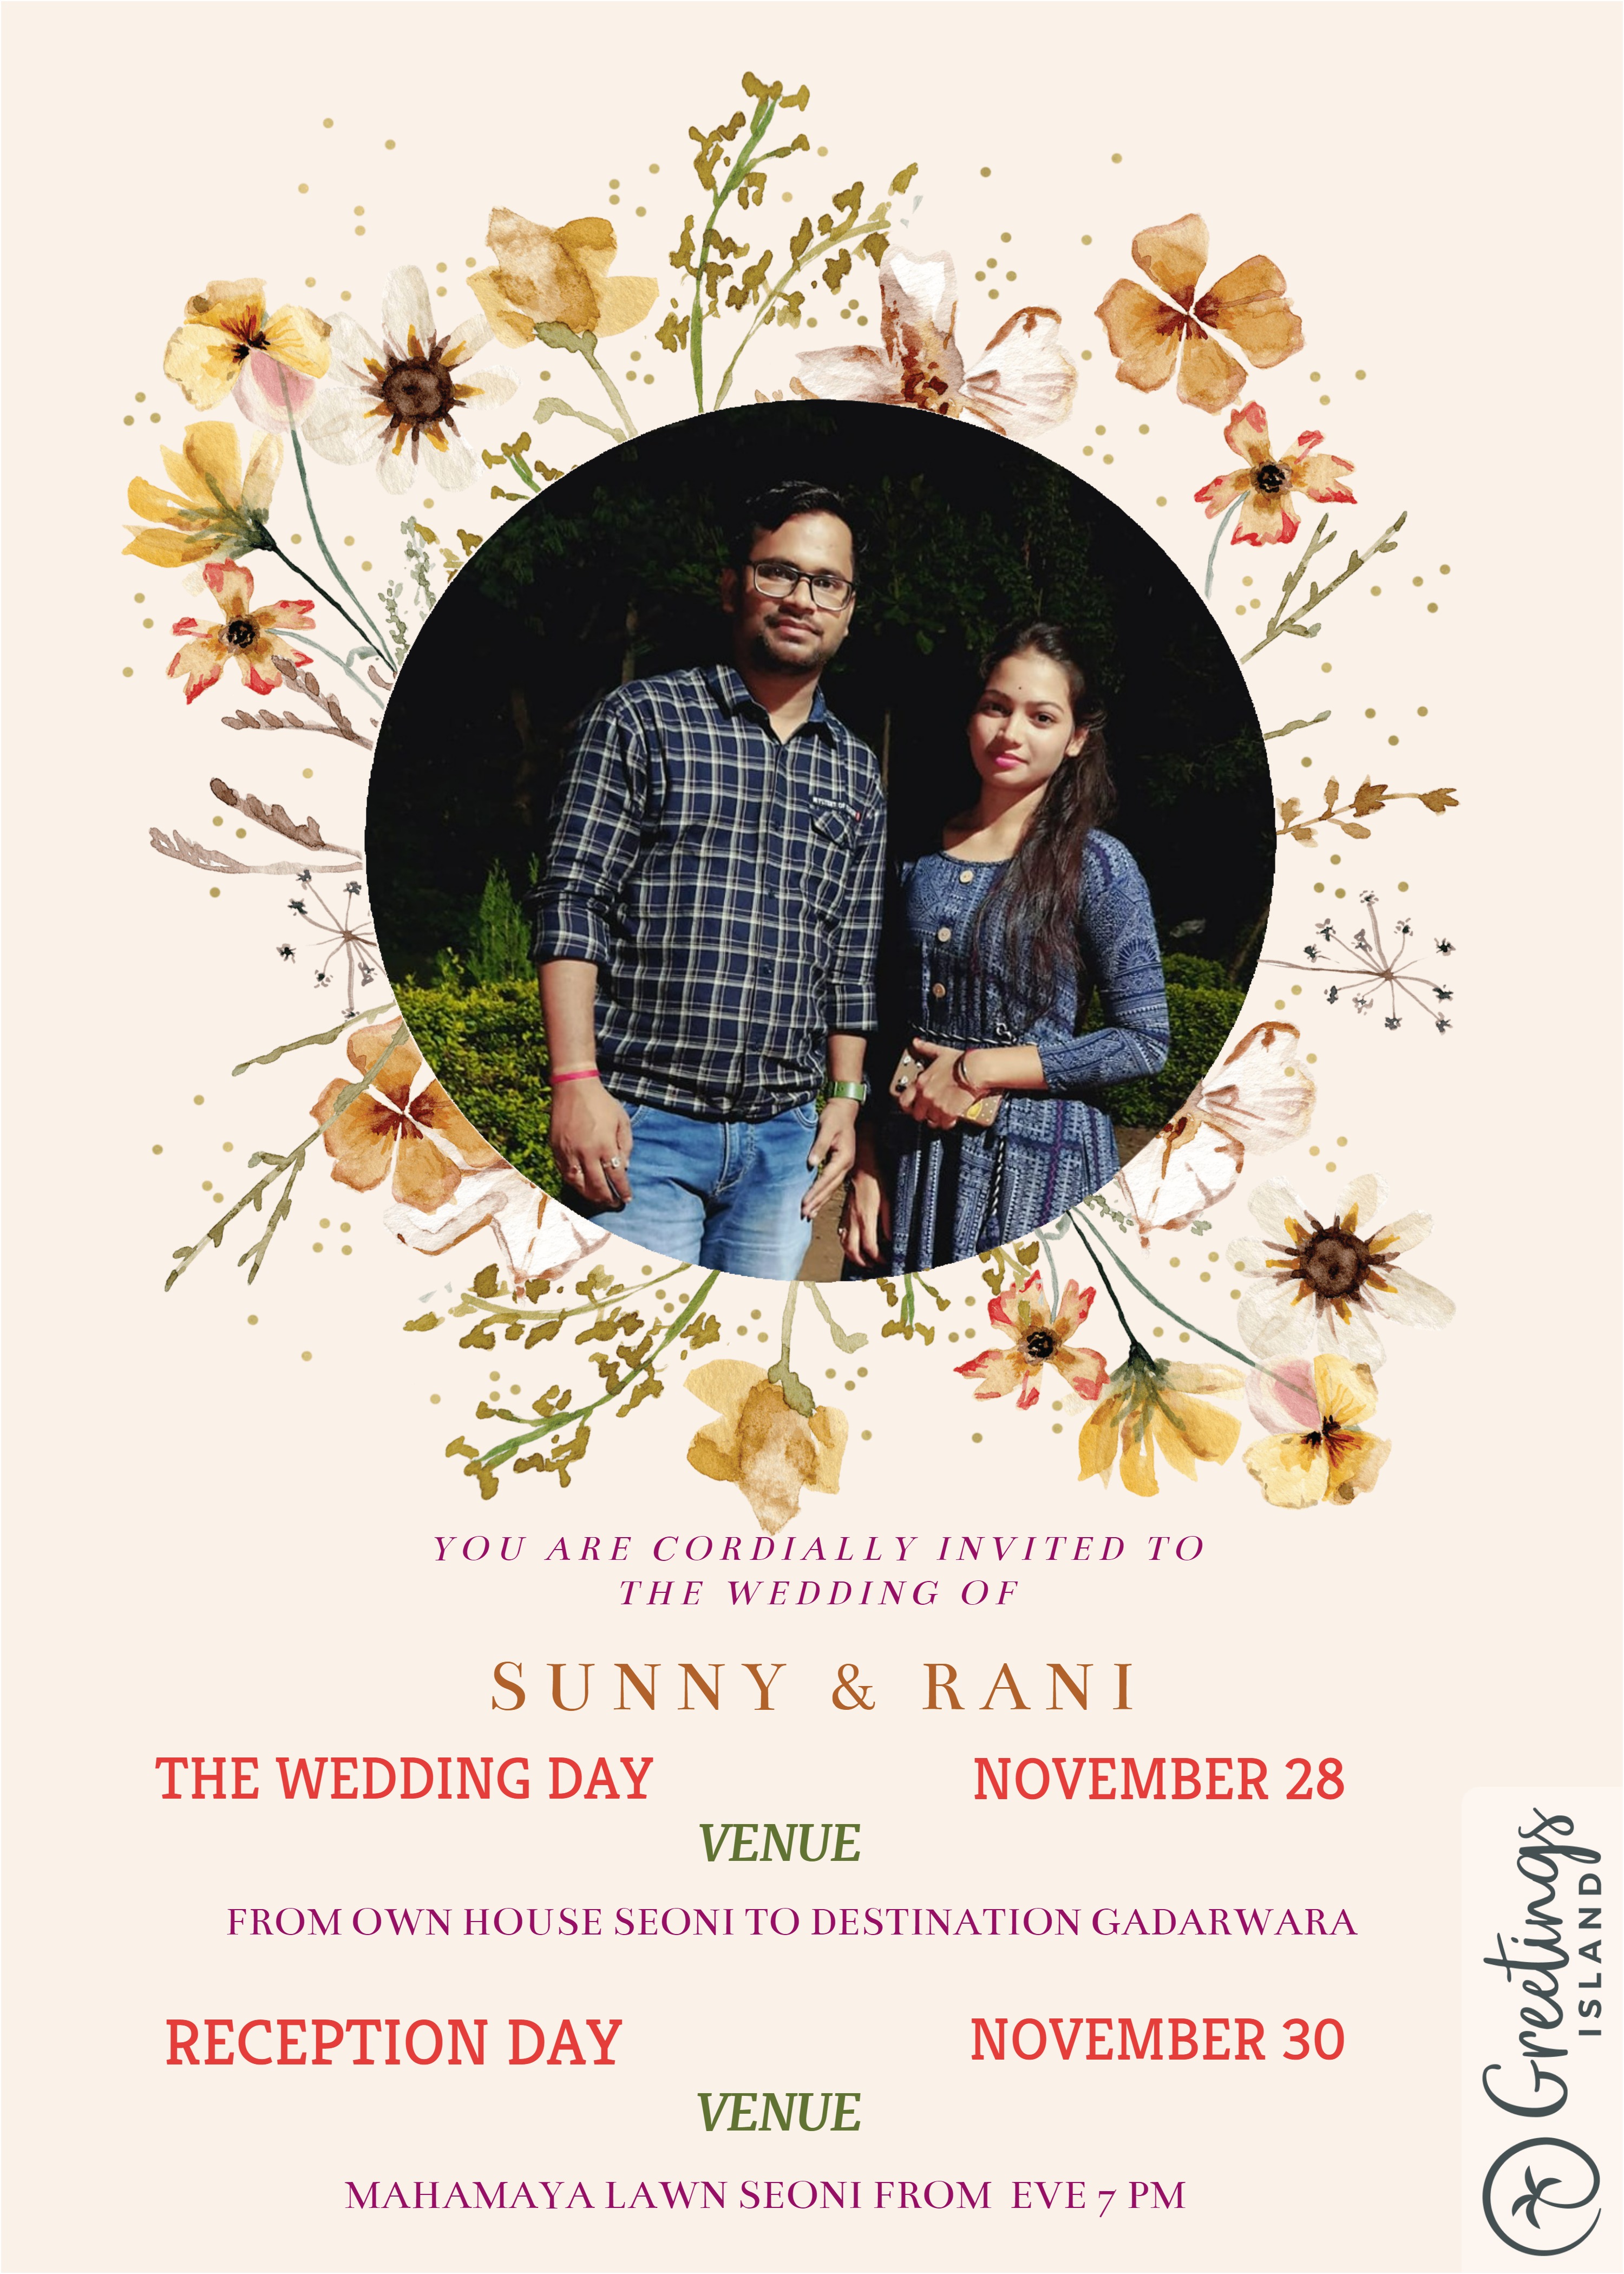 YOU ARE CORDIALLY INVITED TO
THE WEDDING OF
SUNNY & RANI
THE WEDDING DAY NOVEMBER 28
VENUE
FROM OWN HOUSE SEONI TO DESTINATION GADARWARA
RECEPTION DAY NOVEMBER 30
VENUE
MAHAMAYA LAWN SEONI FROM EVE 7 PM
Greetings
ISLAND